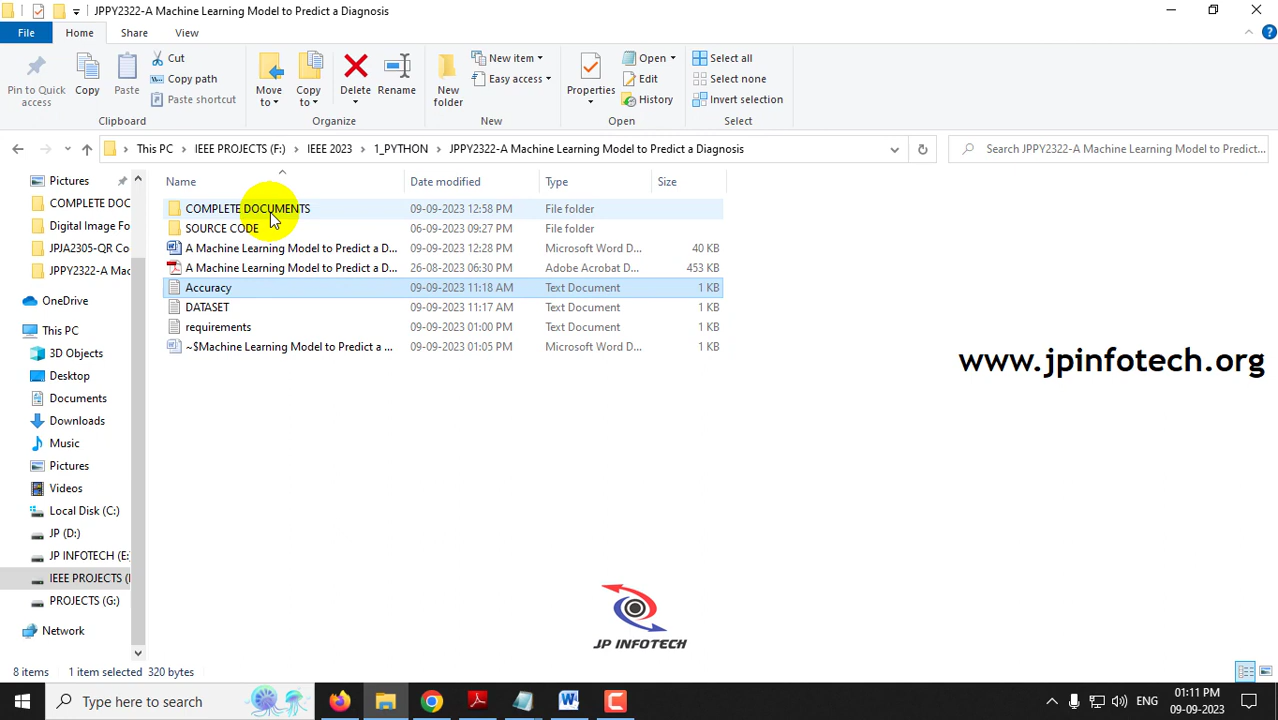 JPPY2322-A Machine Learning Model to Predict a Diagnosis
File Home Share View
Pin to Quick access
Copy
Paste
Cut
Copy path
Paste shortcut
Clipboard
Move to
Copy to
Delete
Rename
Organize
New folder
New item
Easy access
New
Properties
Open
Edit
History
Open
Select all
Select none
Invert selection
Select
This PC IEEE PROJECTS (F:) IEEE 2023 1_PYTHON JPPY2322-A Machine Learning Model to Predict a Diagnosis
Search JPPY2322-A Machine Learning Model to Predict...
Pictures
COMPLETE DOC
Digital Image Fo
JPJA2305-QR Co
JPPY2322-A Mac
OneDrive
This PC
3D Objects
Desktop
Documents
Downloads
Music
Pictures
Videos
Local Disk (C:)
JP (D:)
JP INFOTECH (E:
IEEE PROJECTS (
PROJECTS (G:)
Network
Name Date modified Type Size
COMPLETE DOCUMENTS 09-09-2023 12:58 PM File folder
SOURCE CODE 06-09-2023 09:27 PM File folder
A Machine Learning Model to Predict a D... 09-09-2023 12:28 PM Microsoft Word D... 40 KB
A Machine Learning Model to Predict a D... 26-08-2023 06:30 PM Adobe Acrobat D... 453 KB
Accuracy 09-09-2023 11:18 AM Text Document 1 KB
DATASET 09-09-2023 11:17 AM Text Document 1 KB
requirements 09-09-2023 01:00 PM Text Document 1 KB
~$Machine Learning Model to Predict a ... 09-09-2023 01:05 PM Microsoft Word D... 1 KB
www.jpinfotech.org
JP INFOTECH
8 items 1 item selected 320 bytes
Type here to search
ENG
01:11 PM
09-09-2023